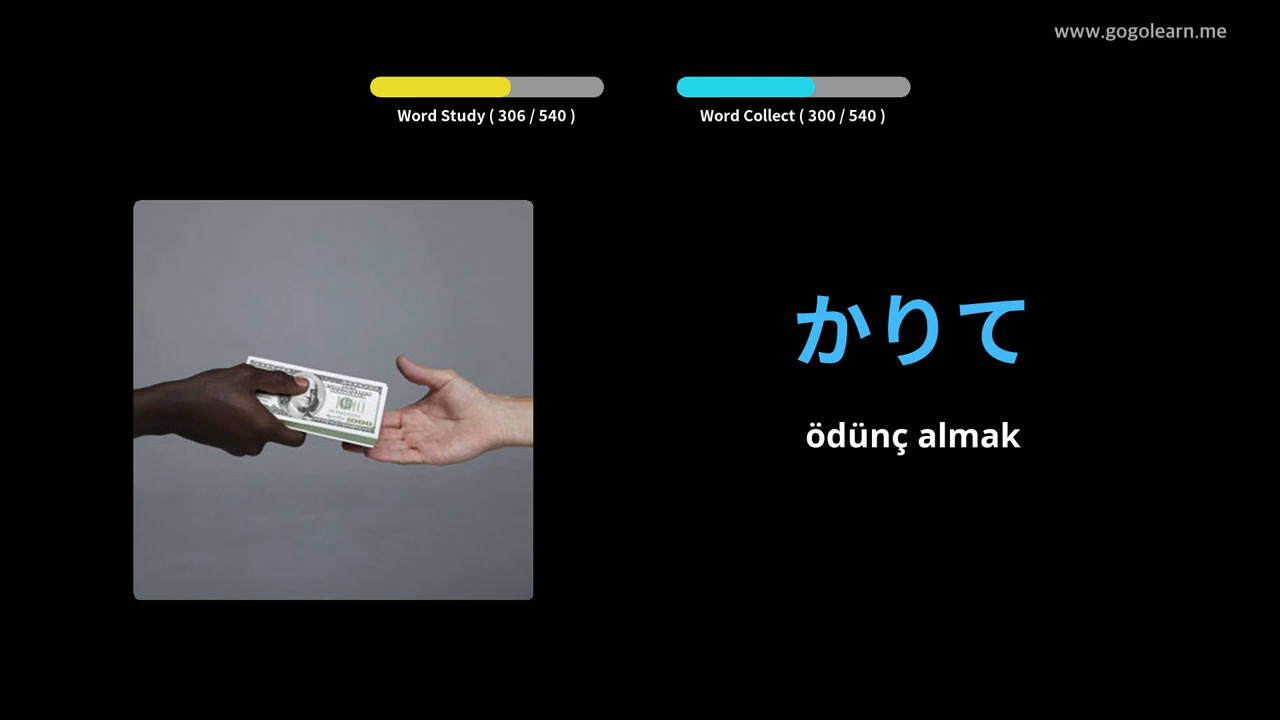 www.gogolearn.me
Word Study ( 306 / 540 )
Word Collect ( 300 / 540 )
かりて
ödünç almak